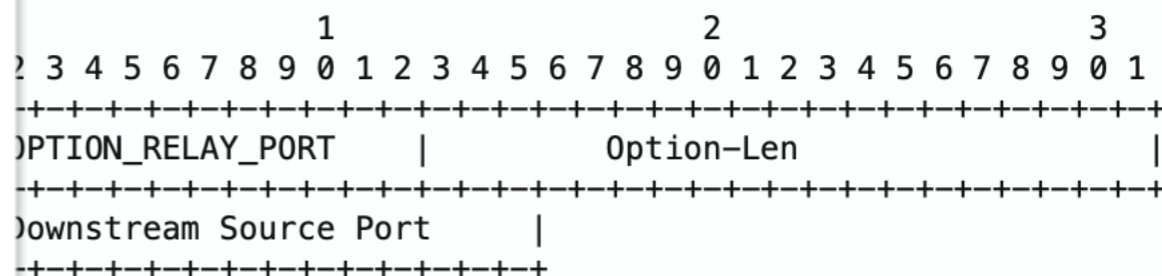 1 2 3
2 3 4 5 6 7 8 9 0 1 2 3 4 5 6 7 8 9 0 1 2 3 4 5 6 7 8 9 0 1
-+-+-+-+-+-+-+-+-+-+-+-+-+-+-+-+-+-+-+-+-+-+-+-+-+-+-+-+-+-+
OPTION_RELAY_PORT | Option-Len |
-+-+-+-+-+-+-+-+-+-+-+-+-+-+-+-+-+-+-+-+-+-+-+-+-+-+-+-+-+-+
Downstream Source Port |
-+-+-+-+-+-+-+-+-+-+-+-+-+-+